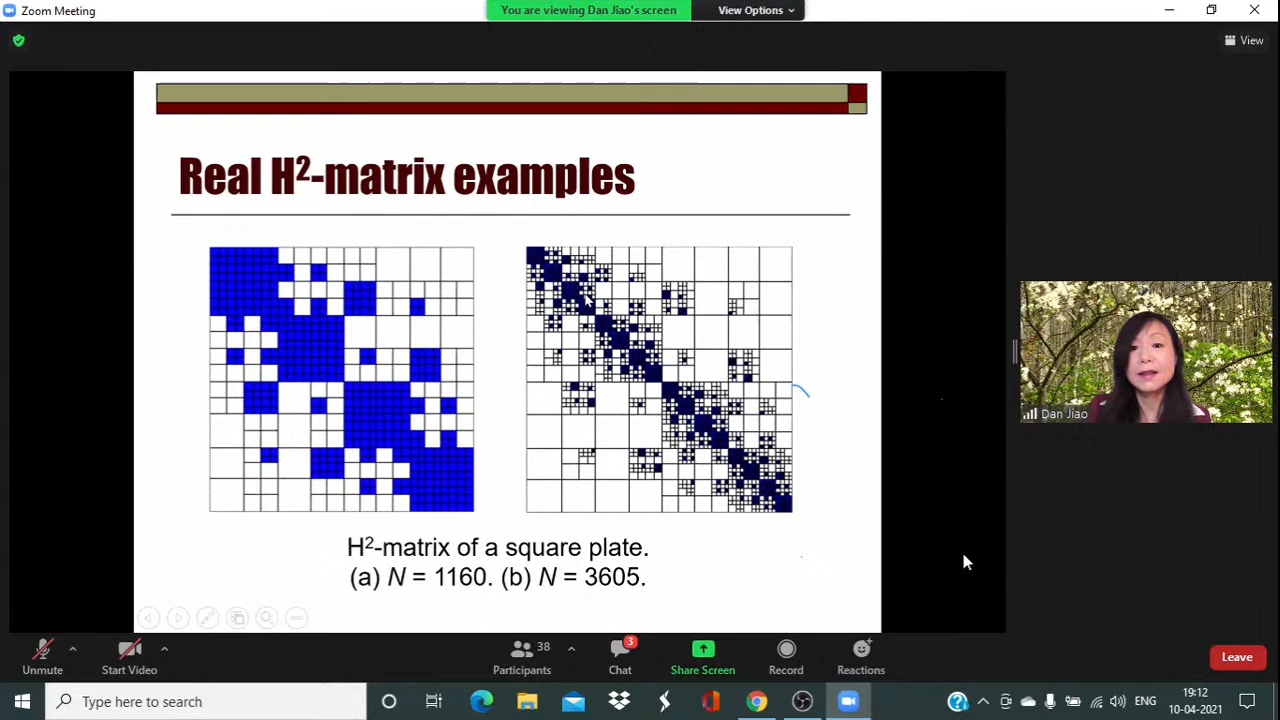 Zoom Meeting
You are viewing Dan Jiao's screen
View Options
View
Real H²-matrix examples
H²-matrix of a square plate.
(a) N = 1160. (b) N = 3605.
Dan Jiao
Unmute
Start Video
38
Participants
3
Chat
Share Screen
Record
Reactions
Leave
Type here to search
ENG
19:12
10-04-2021